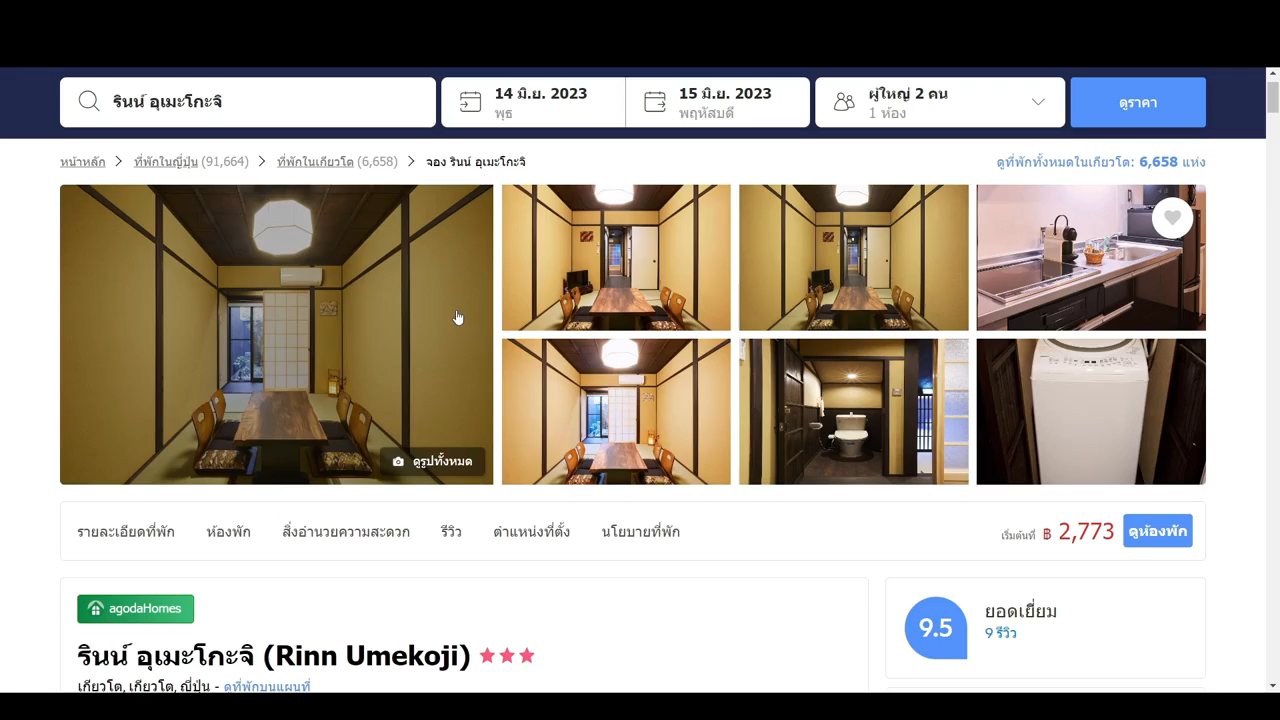 รินน์ อุเมะโกะจิ
14 มิ.ย. 2023
พุธ
15 มิ.ย. 2023
พฤหัสบดี
ผู้ใหญ่ 2 คน
1 ห้อง
ดูราคา
หน้าหลัก > ที่พักในญี่ปุ่น (91,664) > ที่พักในเกียวโต (6,658) > จอง รินน์ อุเมะโกะจิ
ดูที่พักทั้งหมดในเกียวโต: 6,658 แห่ง
ดูรูปทั้งหมด
รายละเอียดที่พัก ห้องพัก สิ่งอำนวยความสะดวก รีวิว ตำแหน่งที่ตั้ง นโยบายที่พัก
เริ่มต้นที่ ฿ 2,773 ดูห้องพัก
agodaHomes
รินน์ อุเมะโกะจิ (Rinn Umekoji)
เกียวโต, เกียวโต, ญี่ปุ่น - ดูที่พักบนแผนที่
9.5
ยอดเยี่ยม
9 รีวิว